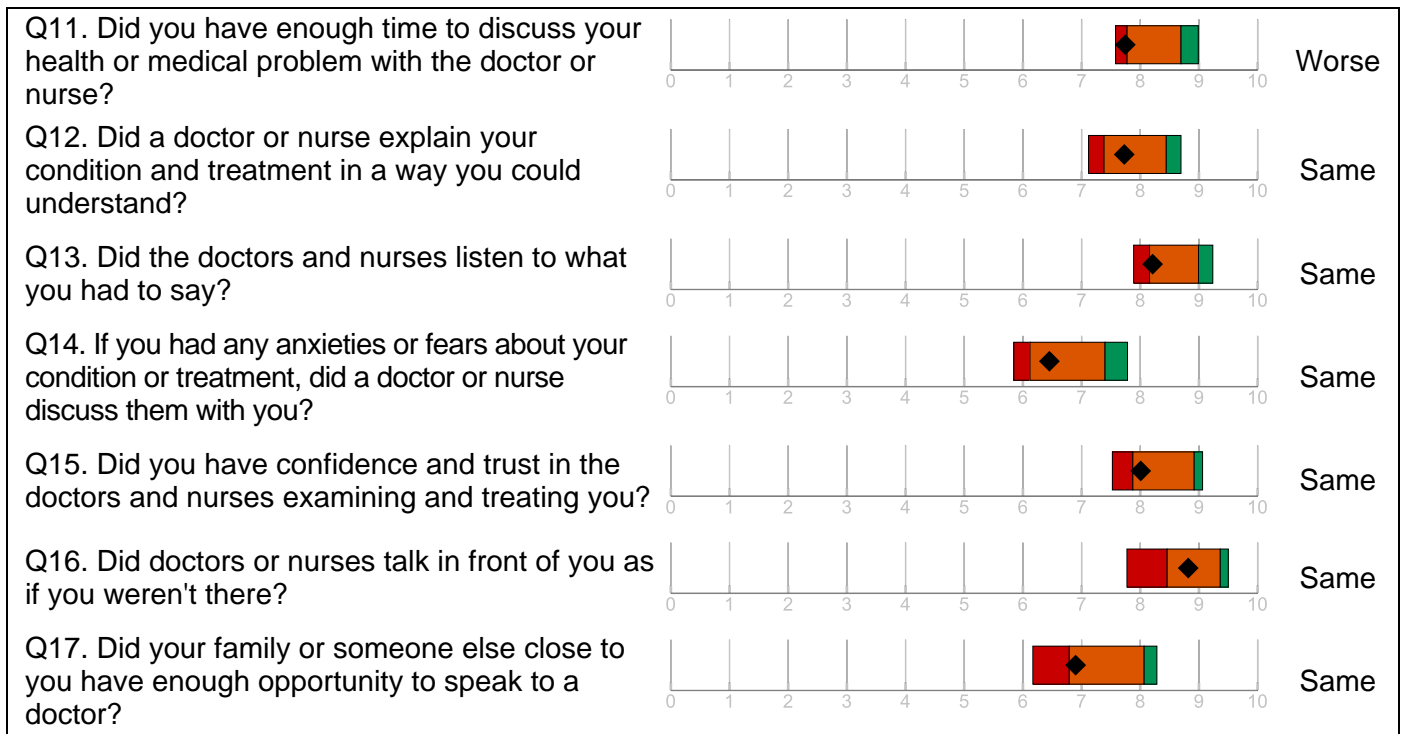 Q11. Did you have enough time to discuss your
health or medical problem with the doctor or
nurse?
0 1 2 3 4 5 6 7 8 9 10
Worse
Q12. Did a doctor or nurse explain your
condition and treatment in a way you could
understand?
0 1 2 3 4 5 6 7 8 9 10
Same
Q13. Did the doctors and nurses listen to what
you had to say?
0 1 2 3 4 5 6 7 8 9 10
Same
Q14. If you had any anxieties or fears about your
condition or treatment, did a doctor or nurse
discuss them with you?
0 1 2 3 4 5 6 7 8 9 10
Same
Q15. Did you have confidence and trust in the
doctors and nurses examining and treating you?
0 1 2 3 4 5 6 7 8 9 10
Same
Q16. Did doctors or nurses talk in front of you as
if you weren't there?
0 1 2 3 4 5 6 7 8 9 10
Same
Q17. Did your family or someone else close to
you have enough opportunity to speak to a
doctor?
0 1 2 3 4 5 6 7 8 9 10
Same